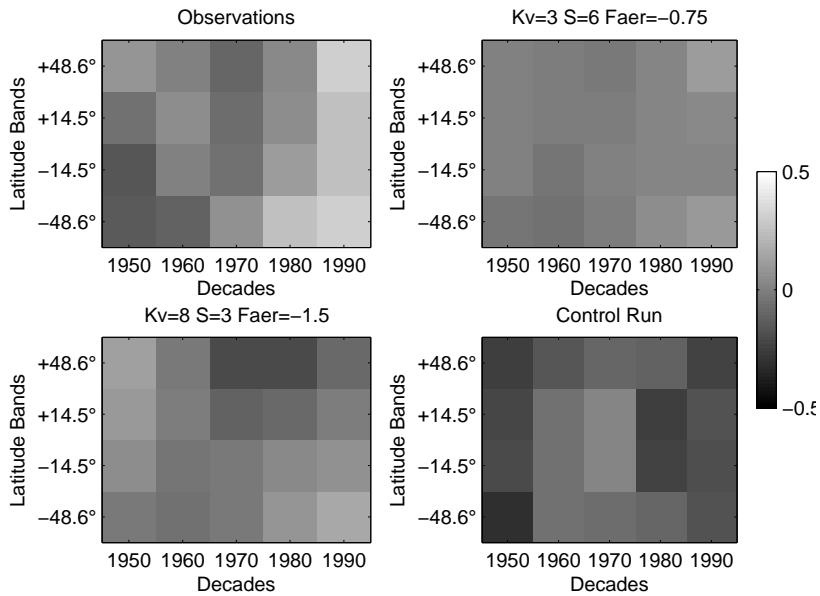 Observations
Latitude Bands
+48.6°
+14.5°
−14.5°
−48.6°
1950 1960 1970 1980 1990
Decades
Kv=3 S=6 Faer=−0.75
Latitude Bands
+48.6°
+14.5°
−14.5°
−48.6°
1950 1960 1970 1980 1990
Decades
Kv=8 S=3 Faer=−1.5
Latitude Bands
+48.6°
+14.5°
−14.5°
−48.6°
1950 1960 1970 1980 1990
Decades
Control Run
Latitude Bands
+48.6°
+14.5°
−14.5°
−48.6°
1950 1960 1970 1980 1990
Decades
0.5
0
−0.5